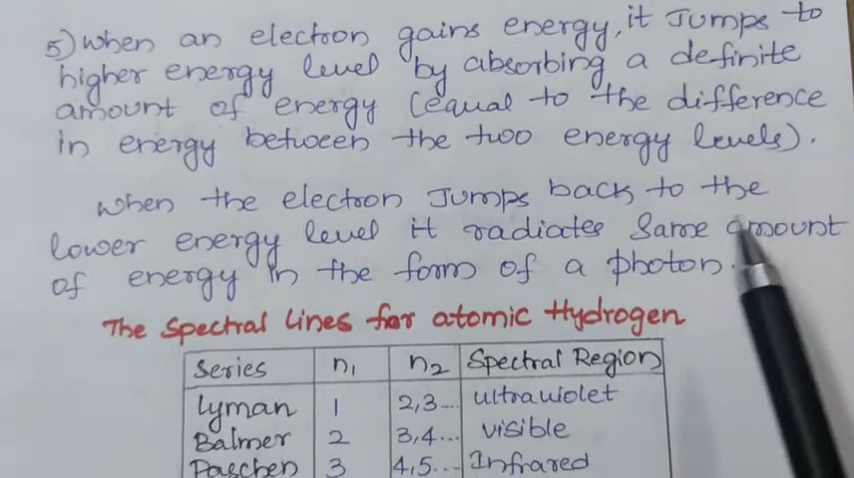 5) When an electron gains energy, it Jumps to
higher energy level by absorbing a definite
amount of energy (equal to the difference
in energy between the two energy levels).
When the electron Jumps back to the
lower energy level it radiates same amount
of energy in the form of a photon.
The Spectral Lines for atomic Hydrogen
Series n1 n2 Spectral Region
Lyman 1 2,3... ultraviolet
Balmer 2 3,4... visible
Paschen 3 4,5... Infrared